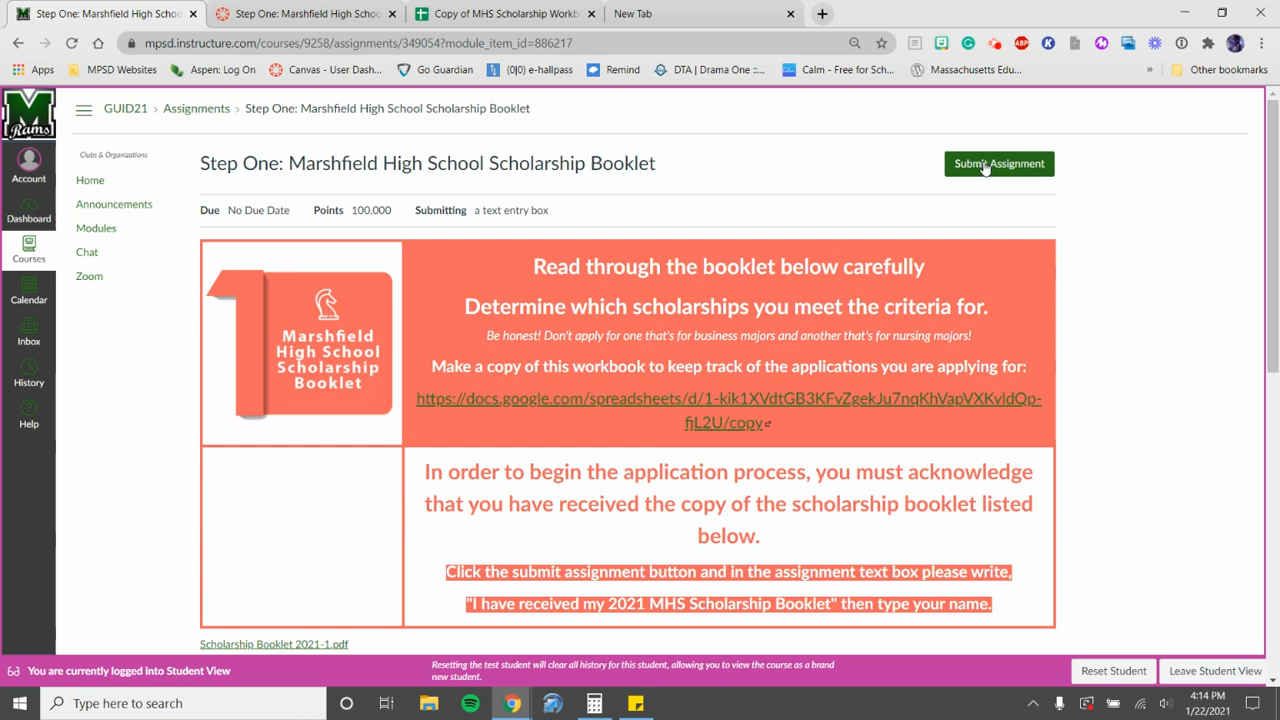 Step One: Marshfield High Schoo
Step One: Marshfield High Schoo
Copy of MHS Scholarship Workb
New Tab
mpsd.instructure.com/courses/9258/assignments/349054?module_item_id=886217
ABP
Apps
MPSD Websites
Aspen: Log On
Canvas - User Dash...
Go Guardian
(0|0) e-hallpass
Remind
DTA | Drama One ::...
Calm - Free for Sch...
Massachusetts Edu...
»
Other bookmarks
M
Rams
GUID21 > Assignments > Step One: Marshfield High School Scholarship Booklet
Account
Dashboard
Courses
Calendar
Inbox
History
Help
Clubs & Organizations
Home
Announcements
Modules
Chat
Zoom
Step One: Marshfield High School Scholarship Booklet
Submit Assignment
Due No Due Date Points 100,000 Submitting a text entry box
1
Marshfield
High School
Scholarship
Booklet
Read through the booklet below carefully
Determine which scholarships you meet the criteria for.
Be honest! Don't apply for one that's for business majors and another that's for nursing majors!
Make a copy of this workbook to keep track of the applications you are applying for:
https://docs.google.com/spreadsheets/d/1-kik1XVdtGB3KFvZgekJu7nqKhVapVXKvldQp-
fjL2U/copy
In order to begin the application process, you must acknowledge
that you have received the copy of the scholarship booklet listed
below.
Click the submit assignment button and in the assignment text box please write,
"I have received my 2021 MHS Scholarship Booklet" then type your name.
Scholarship Booklet 2021-1.pdf
You are currently logged into Student View
Resetting the test student will clear all history for this student, allowing you to view the course as a brand
new student.
Reset Student
Leave Student View
Type here to search
4:14 PM
1/22/2021